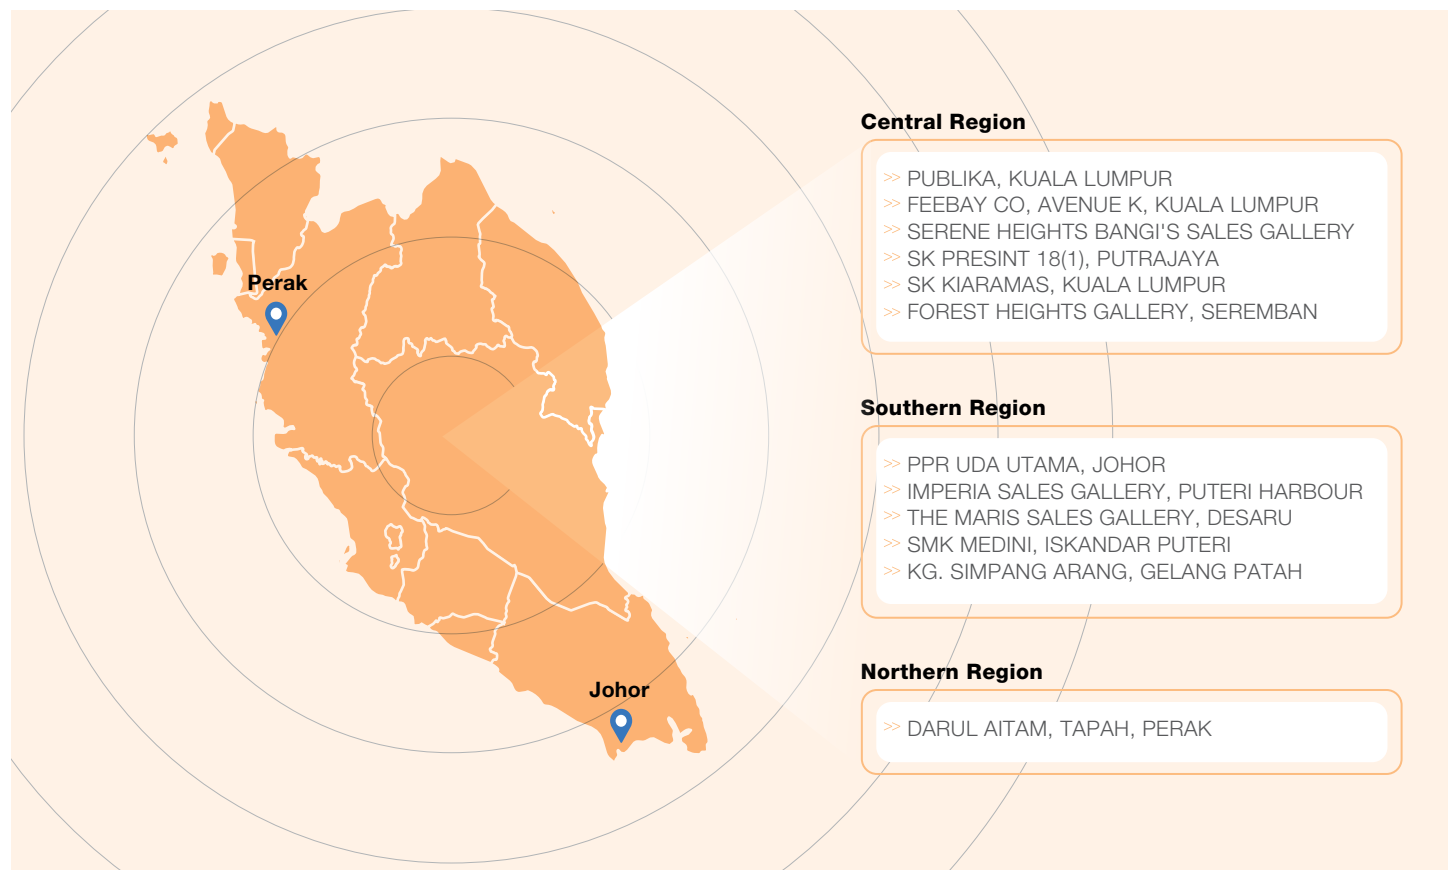 Perak
Johor
Central Region
>> PUBLIKA, KUALA LUMPUR
>> FEEBAY CO, AVENUE K, KUALA LUMPUR
>> SERENE HEIGHTS BANGI'S SALES GALLERY
>> SK PRESINT 18(1), PUTRAJAYA
>> SK KIARAMAS, KUALA LUMPUR
>> FOREST HEIGHTS GALLERY, SEREMBAN
Southern Region
>> PPR UDA UTAMA, JOHOR
>> IMPERIA SALES GALLERY, PUTERI HARBOUR
>> THE MARIS SALES GALLERY, DESARU
>> SMK MEDINI, ISKANDAR PUTERI
>> KG. SIMPANG ARANG, GELANG PATAH
Northern Region
>> DARUL AITAM, TAPAH, PERAK